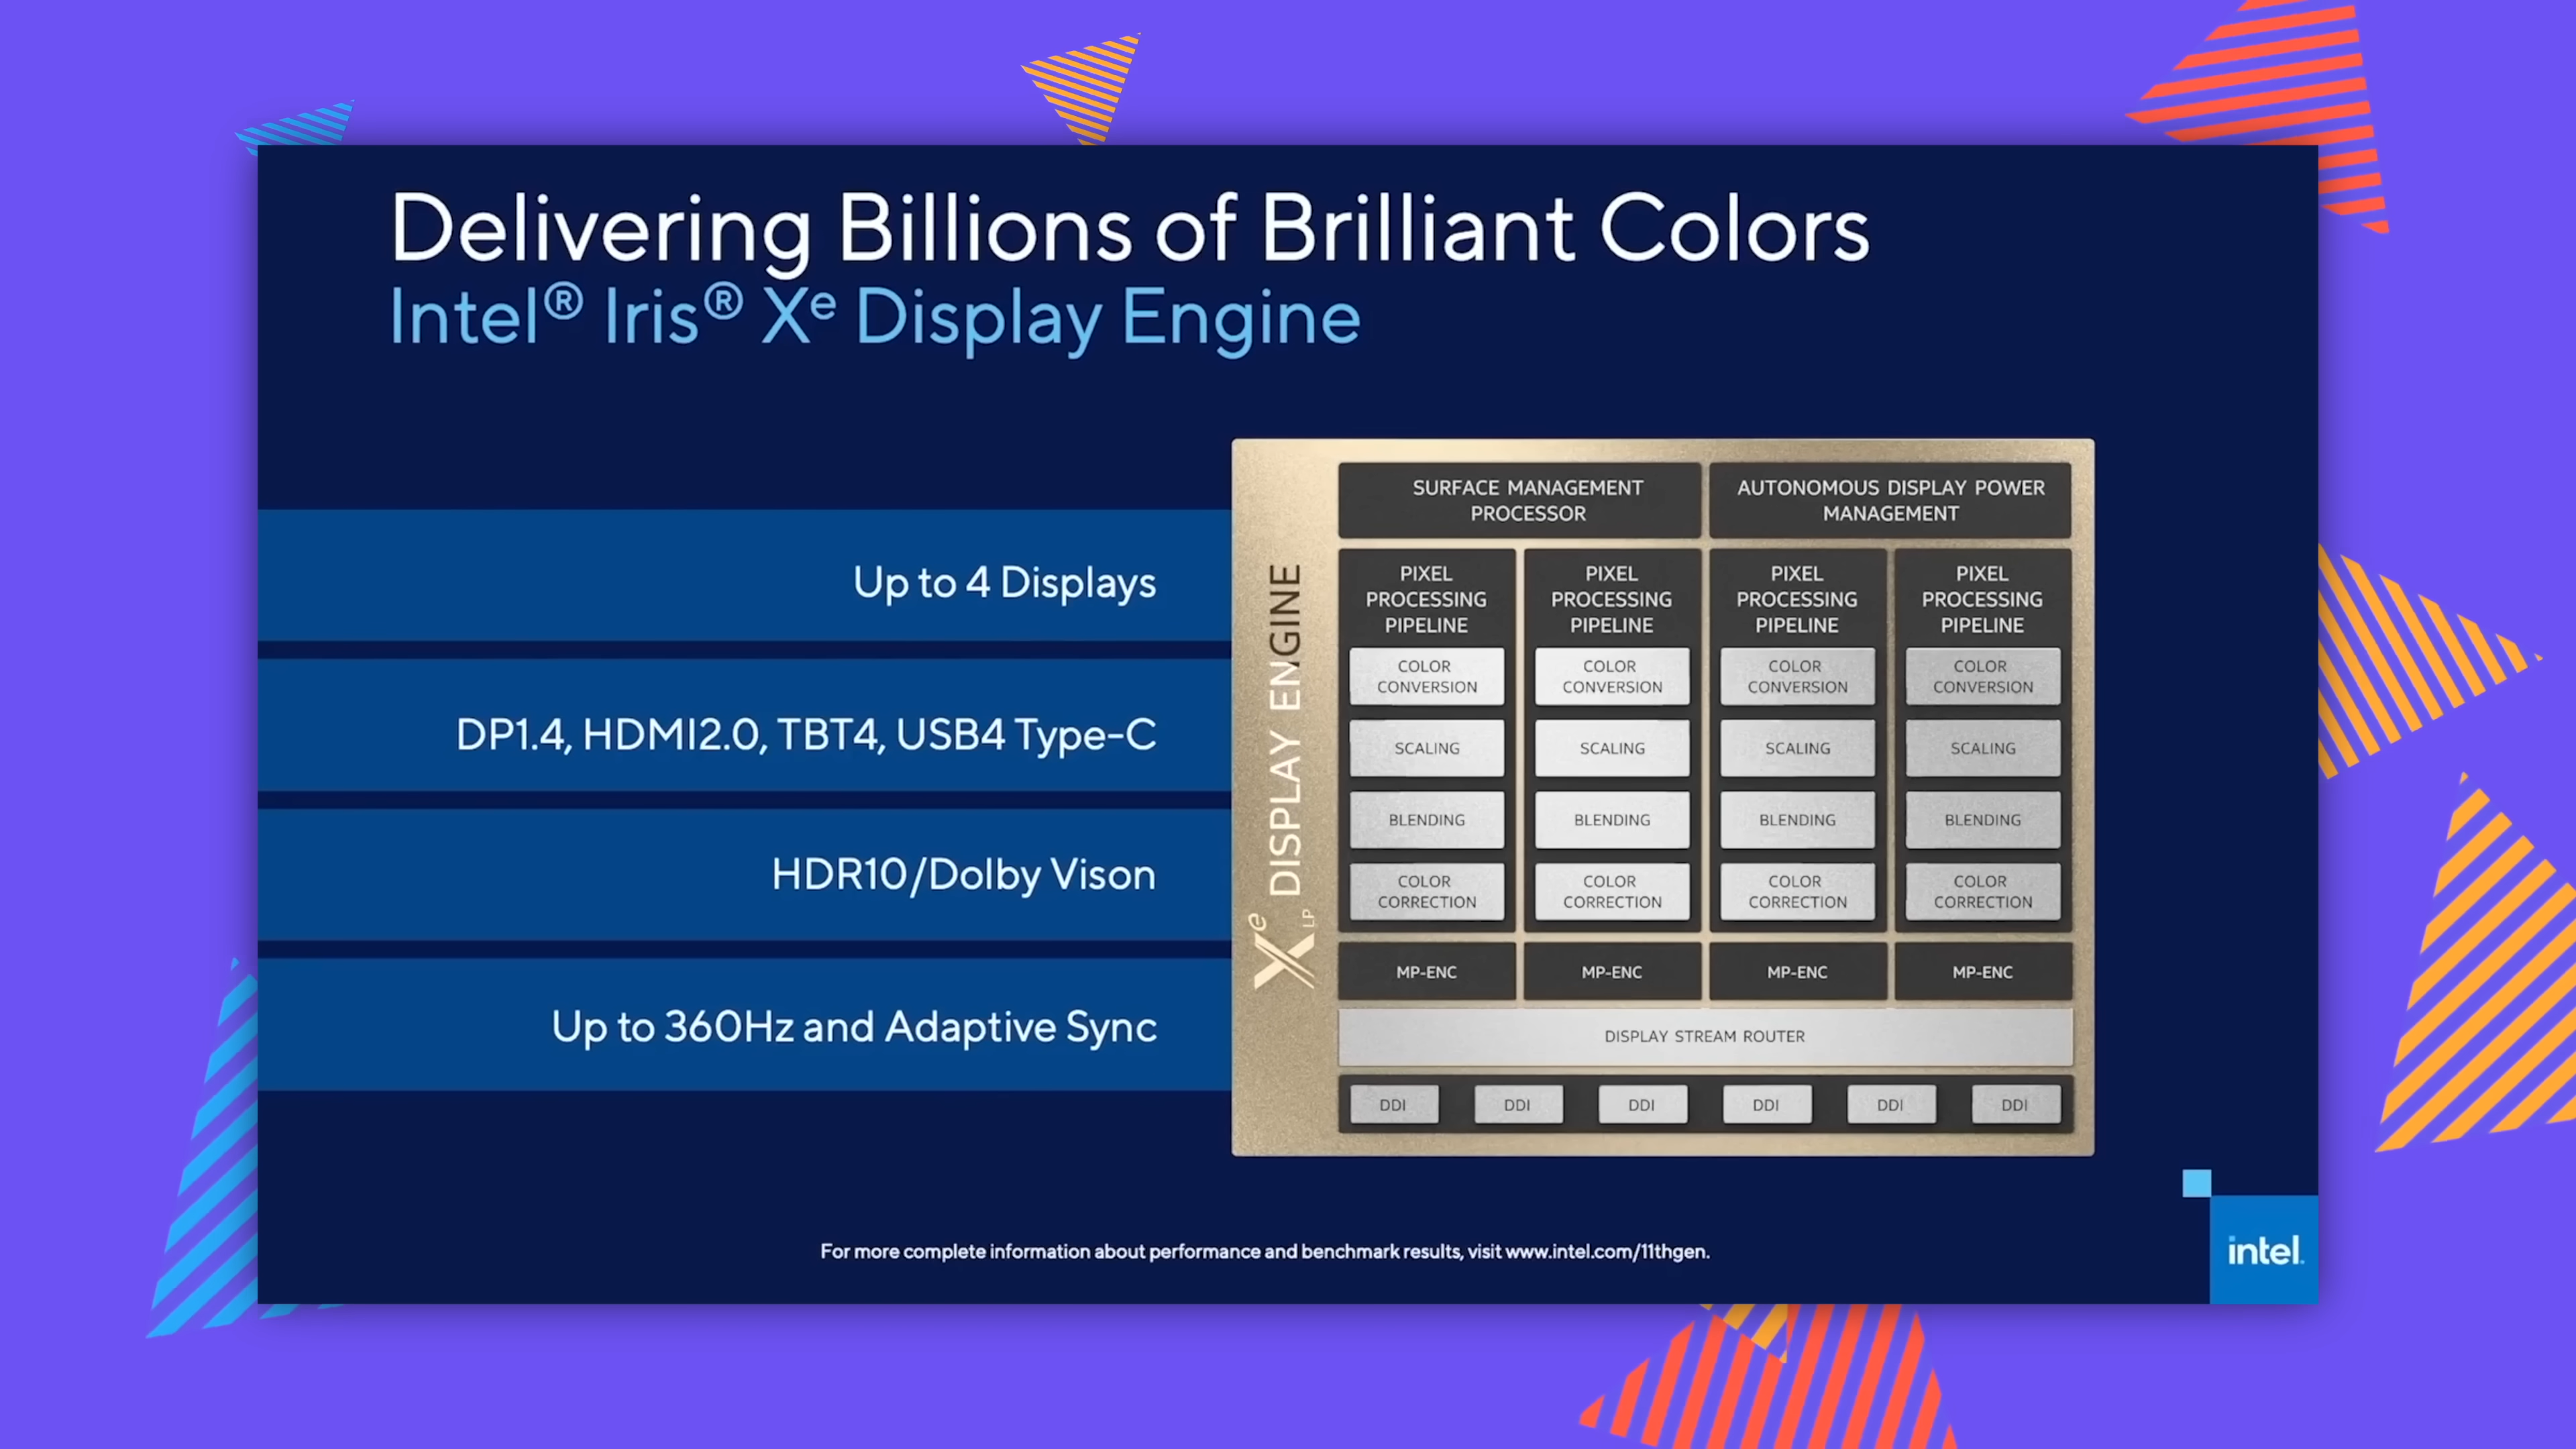 Delivering Billions of Brilliant Colors
Intel® Iris® Xe Display Engine
Up to 4 Displays
DP1.4, HDMI2.0, TBT4, USB4 Type-C
HDR10/Dolby Vison
Up to 360Hz and Adaptive Sync
Xe LP DISPLAY ENGINE
SURFACE MANAGEMENT
PROCESSOR
AUTONOMOUS DISPLAY POWER
MANAGEMENT
PIXEL
PROCESSING
PIPELINE
COLOR
CONVERSION
SCALING
BLENDING
COLOR
CORRECTION
MP-ENC
PIXEL
PROCESSING
PIPELINE
COLOR
CONVERSION
SCALING
BLENDING
COLOR
CORRECTION
MP-ENC
PIXEL
PROCESSING
PIPELINE
COLOR
CONVERSION
SCALING
BLENDING
COLOR
CORRECTION
MP-ENC
PIXEL
PROCESSING
PIPELINE
COLOR
CONVERSION
SCALING
BLENDING
COLOR
CORRECTION
MP-ENC
DISPLAY STREAM ROUTER
DDI DDI DDI DDI DDI DDI
For more complete information about performance and benchmark results, visit www.intel.com/11thgen.
intel.